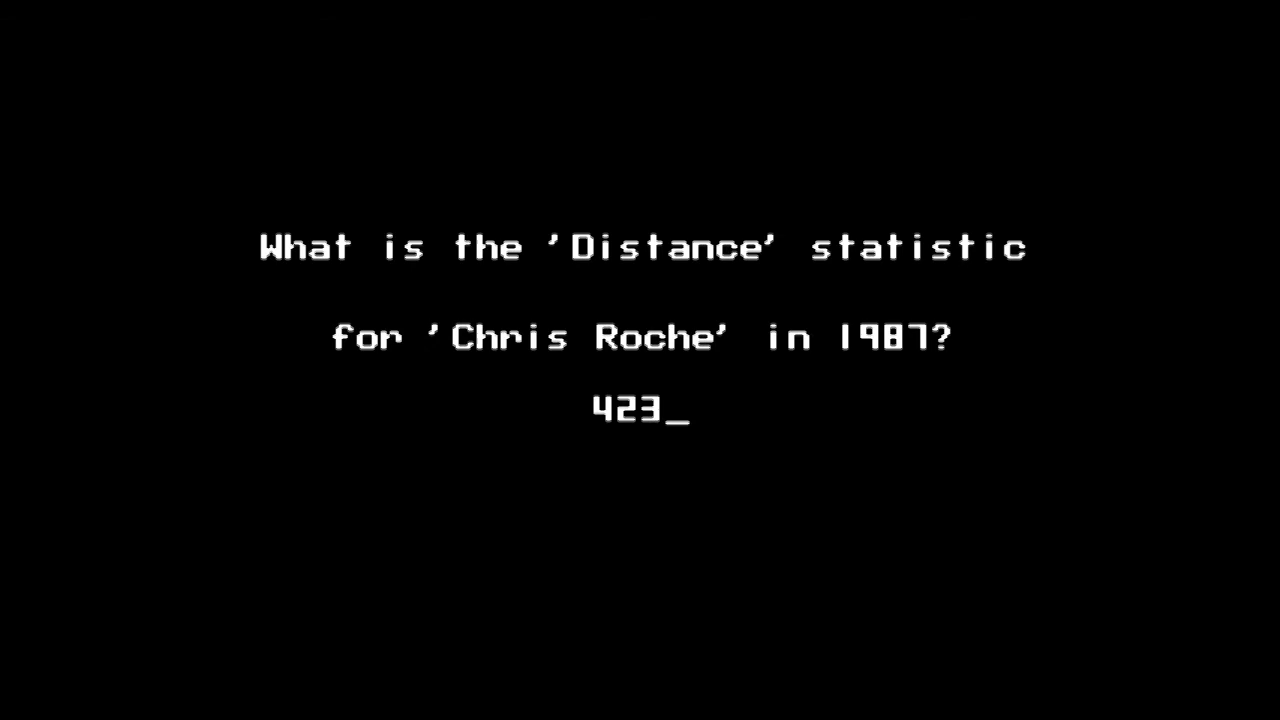 What is the 'Distance' statistic
for 'Chris Roche' in 1987?
423_